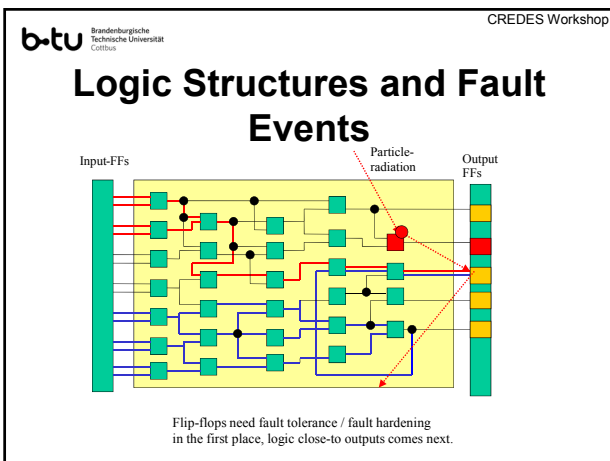 CREDES Workshop
b-tu
Brandenburgische
Technische Universität
Cottbus
Logic Structures and Fault
Events
Input-FFs
Particle-
radiation
Output
FFs
Flip-flops need fault tolerance / fault hardening
in the first place, logic close-to outputs comes next.